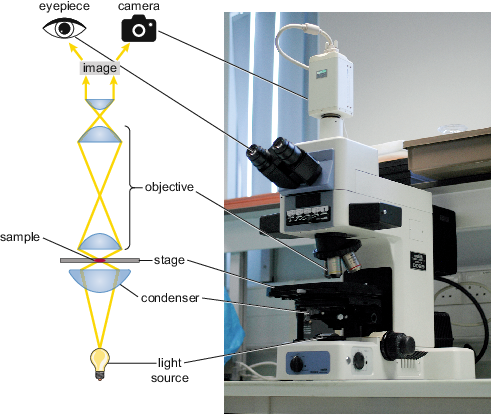 eyepiece
camera
image
objective
sample
stage
condenser
light
source